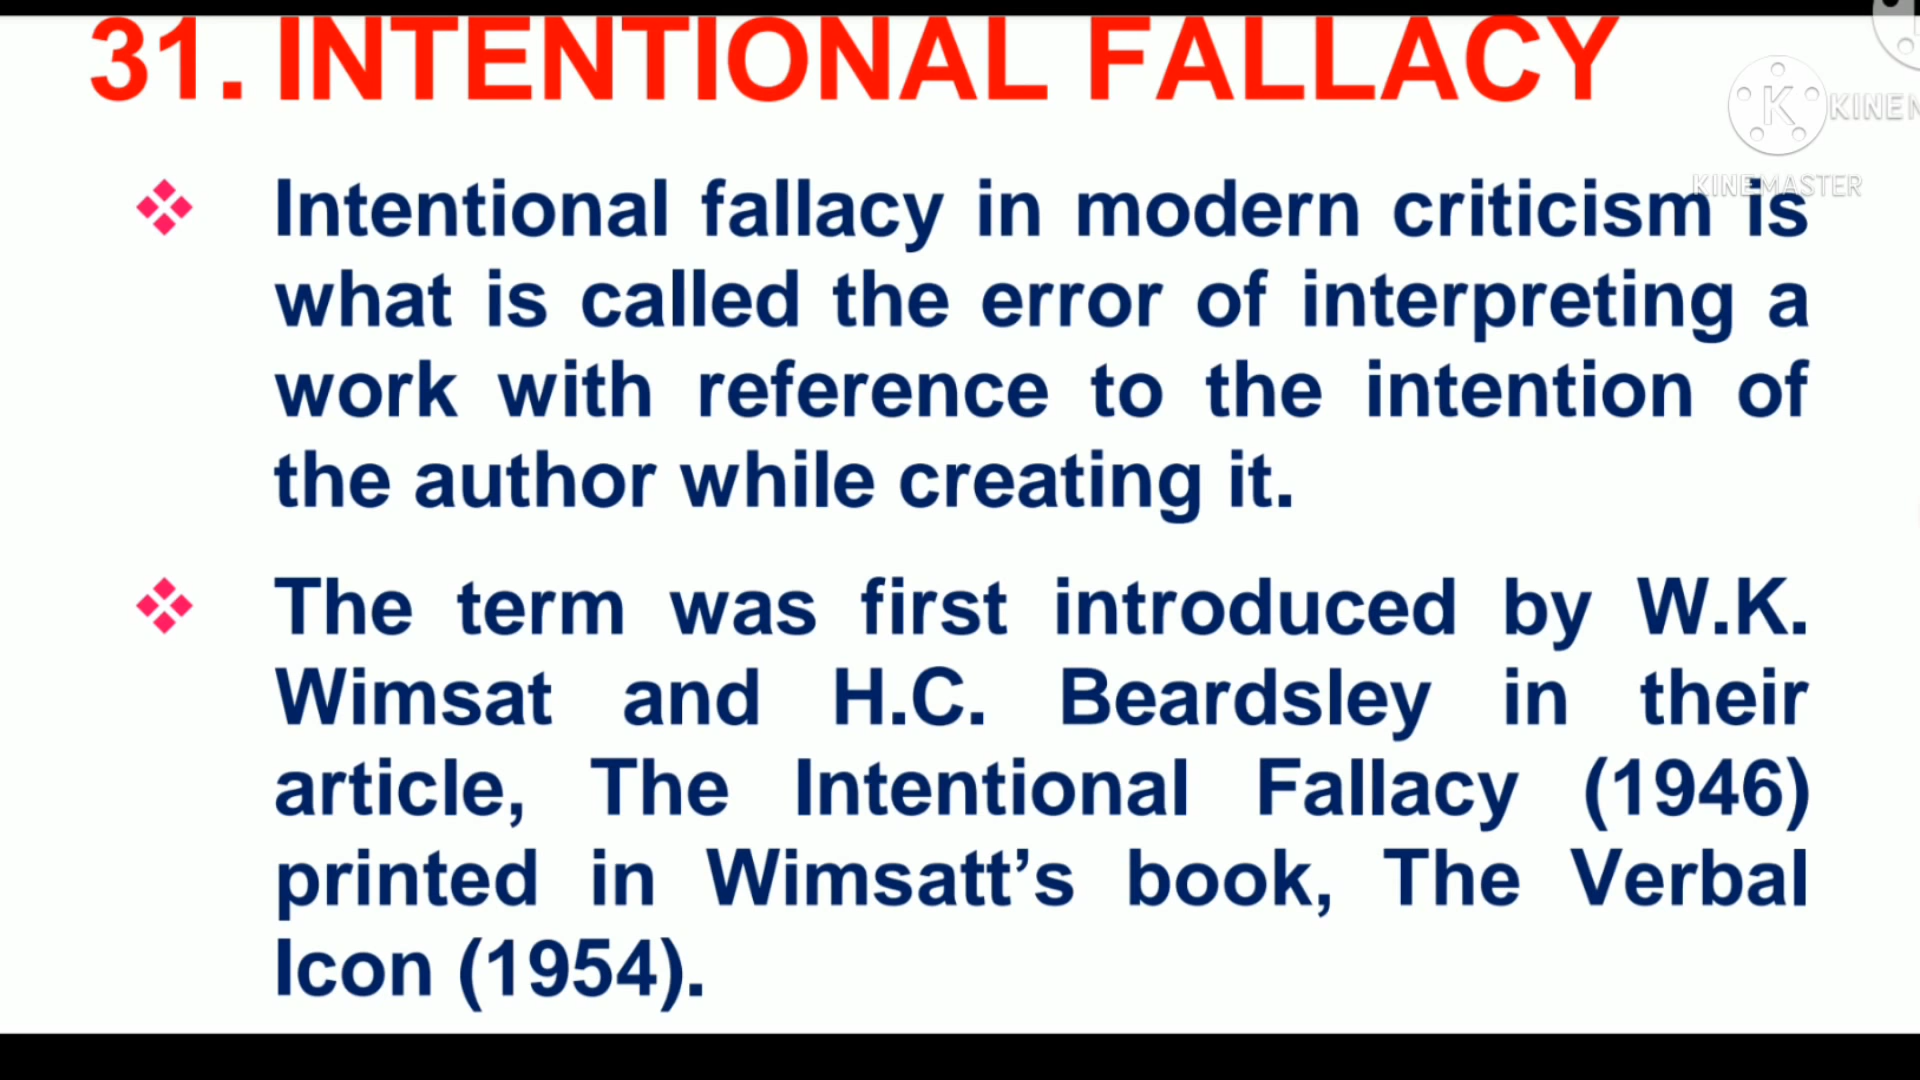 31. INTENTIONAL FALLACY
KINEM
KINEMASTER
❖ Intentional fallacy in modern criticism is
what is called the error of interpreting a
work with reference to the intention of
the author while creating it.
❖ The term was first introduced by W.K.
Wimsat and H.C. Beardsley in their
article, The Intentional Fallacy (1946)
printed in Wimsatt’s book, The Verbal
Icon (1954).